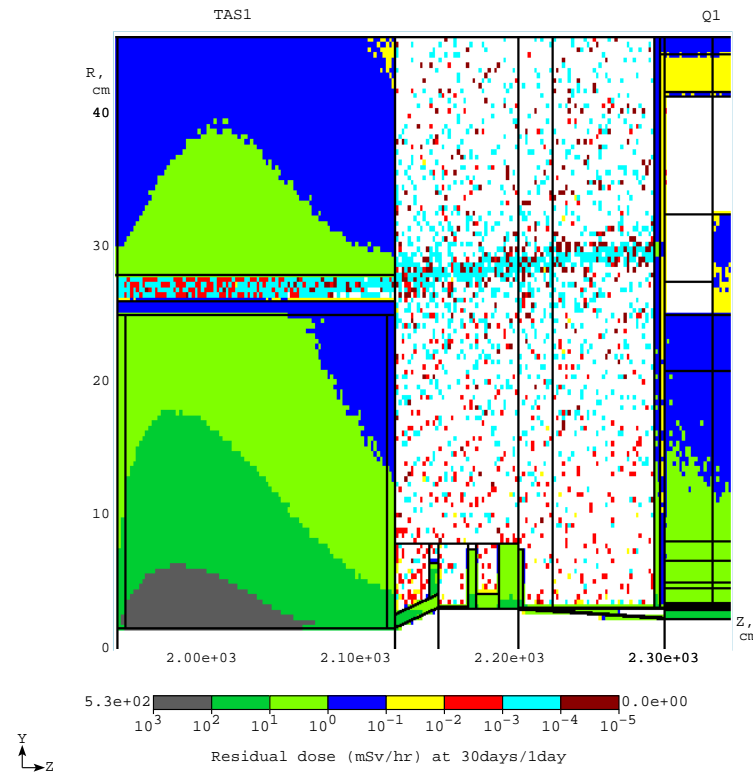 TAS1 Q1
R,
cm
40
30
20
10
0
Z,
cm
2.00e+03 2.10e+03 2.20e+03 2.30e+03
5.3e+02 0.0e+00
10³ 10² 10¹ 10⁰ 10⁻¹ 10⁻² 10⁻³ 10⁻⁴ 10⁻⁵
Residual dose (mSv/hr) at 30days/1day
Y
Z